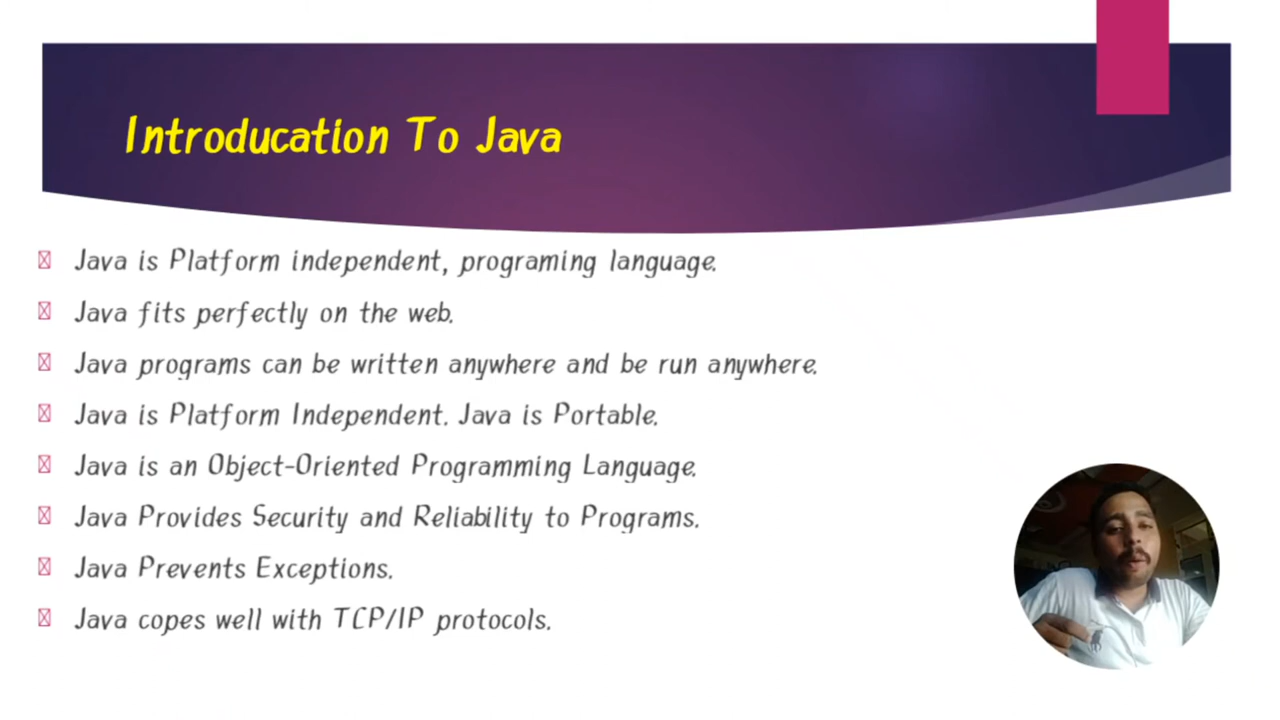 Introducation To Java
Java is Platform independent, programing language.
Java fits perfectly on the web.
Java programs can be written anywhere and be run anywhere.
Java is Platform Independent. Java is Portable.
Java is an Object-Oriented Programming Language.
Java Provides Security and Reliability to Programs.
Java Prevents Exceptions.
Java copes well with TCP/IP protocols.